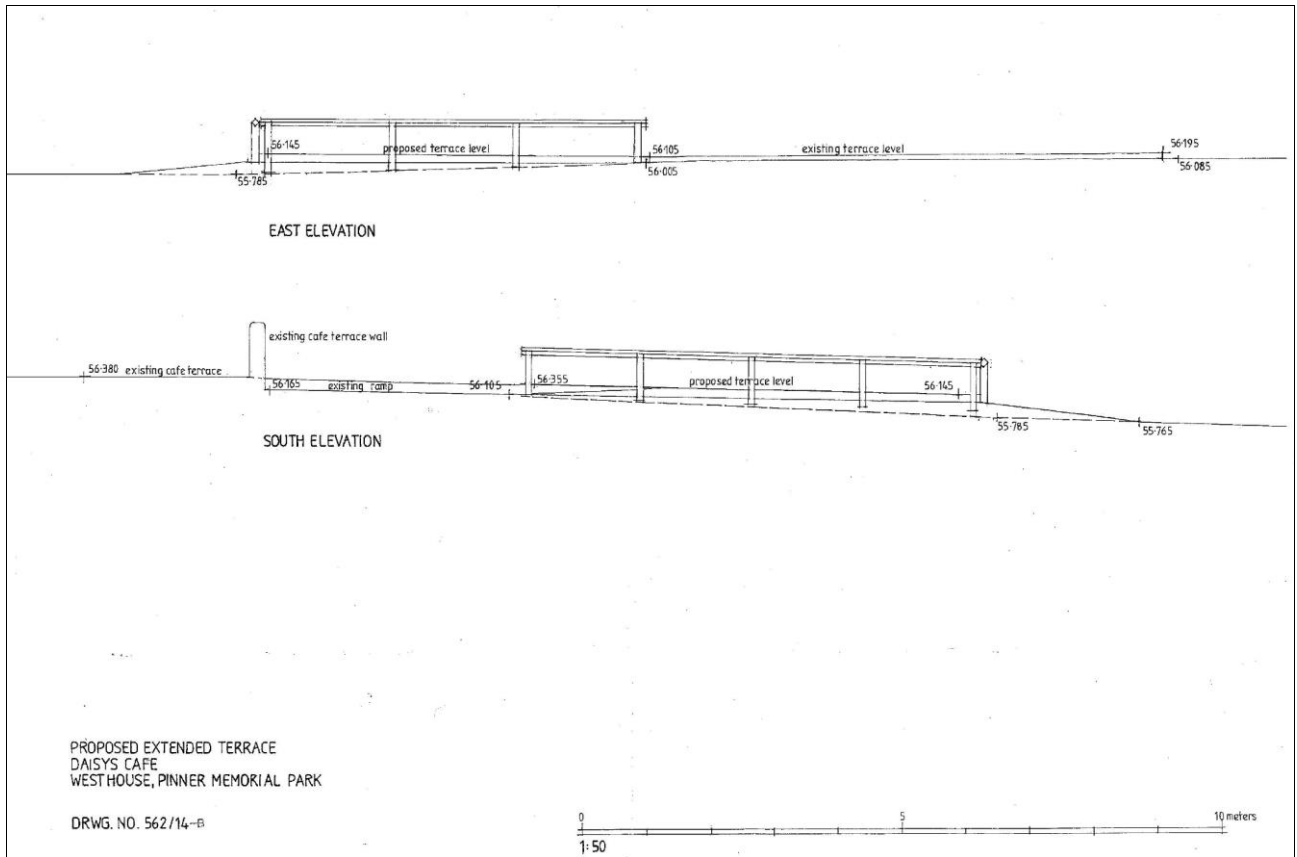 56·145
proposed terrace level
56·105
existing terrace level
56·195
55·785
56·005
56·085
EAST ELEVATION
existing cafe terrace wall
56·380 existing cafe terrace
56·165 existing ramp
56·105
56·355
proposed terrace level
56·145
55·785
55·765
SOUTH ELEVATION
PROPOSED EXTENDED TERRACE
DAISYS CAFE
WEST HOUSE, PINNER MEMORIAL PARK
DRWG. NO. 562/14-B
0 5 10 meters
1:50